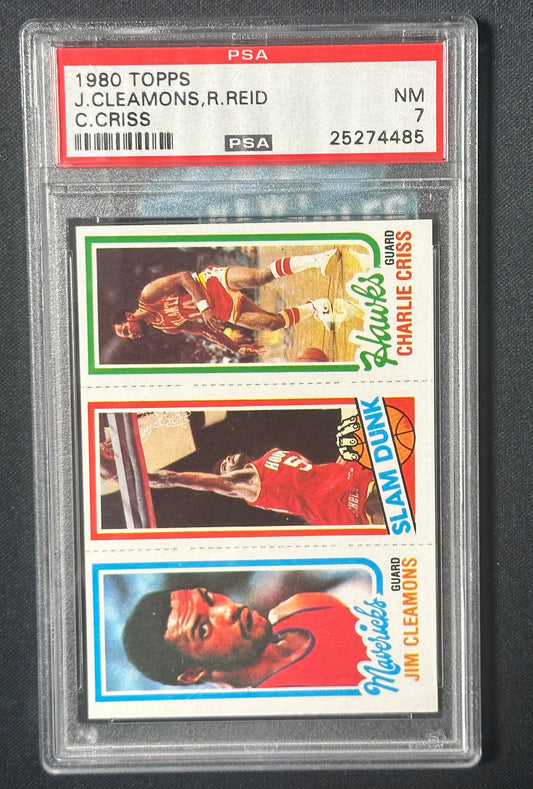 PSA
1980 TOPPS
J.CLEAMONS,R.REID
NM
C.CRISS
7
PSA
25274485
ATLANTA
Hawks
GUARD
CHARLIE CRISS
SLAM DUNK
Mavericks
GUARD
JIM CLEAMONS